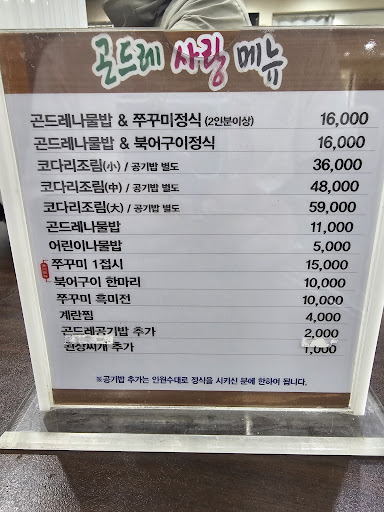 곤드레 사랑 메뉴
곤드레나물밥 & 쭈꾸미정식 (2인분이상) 16,000
곤드레나물밥 & 북어구이정식 16,000
코다리조림(小) / 공기밥 별도 36,000
코다리조림(中) / 공기밥 별도 48,000
코다리조림(大) / 공기밥 별도 59,000
곤드레나물밥 11,000
어린이나물밥 5,000
쭈꾸미 1접시 15,000
북어구이 한마리 10,000
쭈꾸미 흑미전 10,000
계란찜 4,000
곤드레공기밥 추가 2,000
된장찌개 추가 1,000
※공기밥 추가는 인원수대로 정식을 시키신 분에 한하여 됩니다.